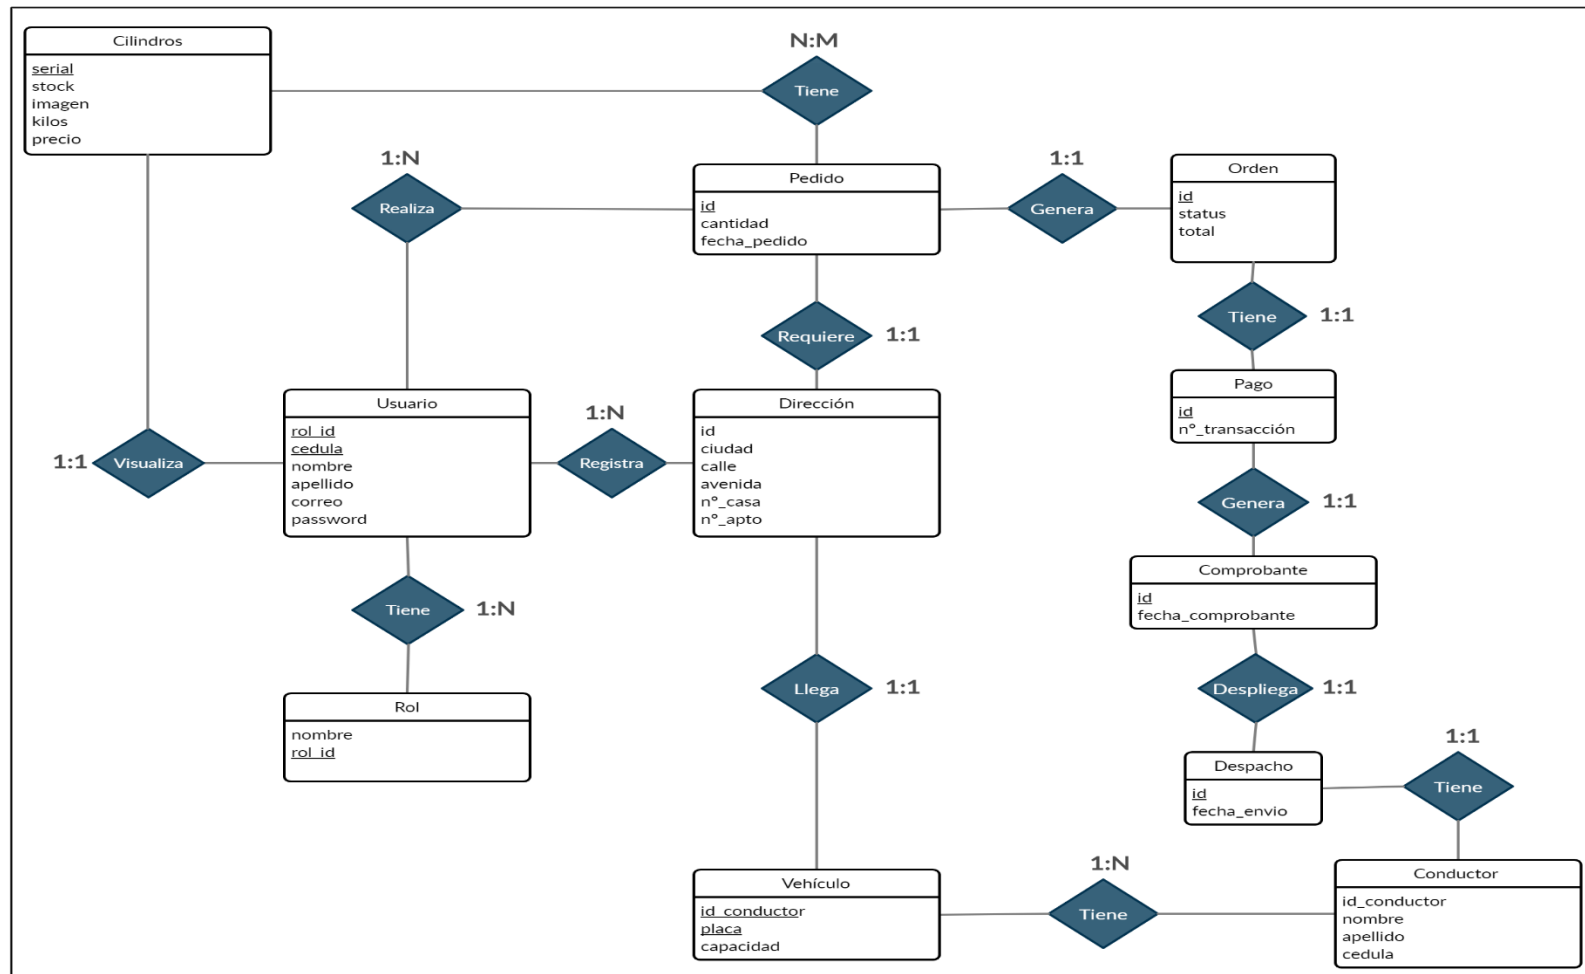 Cilindros
serial
stock
imagen
kilos
precio
N:M
Tiene
1:N
Realiza
Pedido
id
cantidad
fecha_pedido
1:1
Genera
Orden
id
status
total
Requiere
1:1
Tiene
1:1
Usuario
rol_id
cedula
nombre
apellido
correo
password
1:N
Registra
Dirección
id
ciudad
calle
avenida
nº_casa
nº_apto
Pago
id
nº_transacción
1:1
Visualiza
Genera
1:1
Comprobante
id
fecha_comprobante
Tiene
1:N
Rol
nombre
rol_id
Llega
1:1
Despliega
1:1
Despacho
id
fecha_envio
1:1
Tiene
Vehículo
id_conductor
placa
capacidad
1:N
Tiene
Conductor
id_conductor
nombre
apellido
cedula